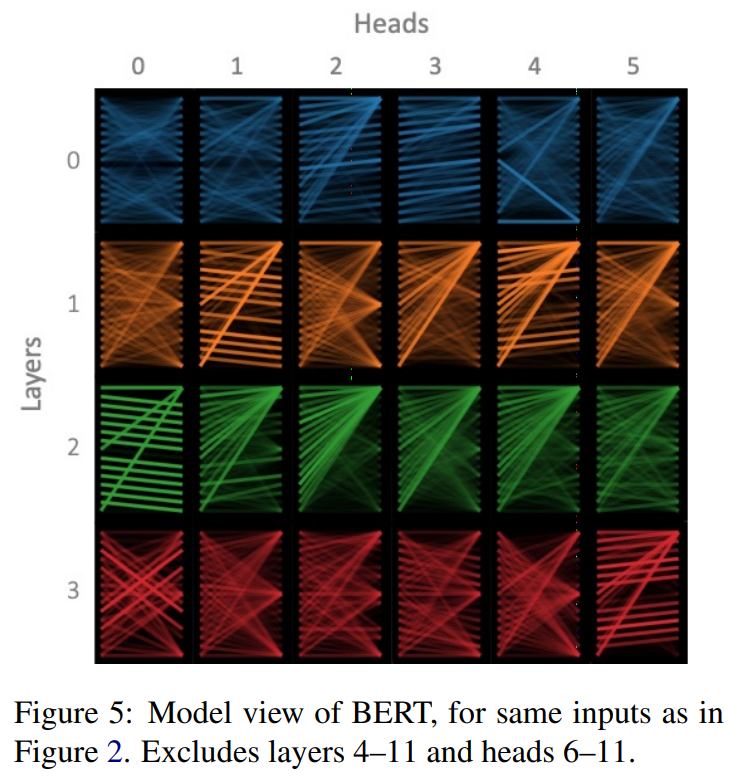 Heads
0 1 2 3 4 5
Layers
0
1
2
3
Figure 5: Model view of BERT, for same inputs as in
Figure 2. Excludes layers 4–11 and heads 6–11.